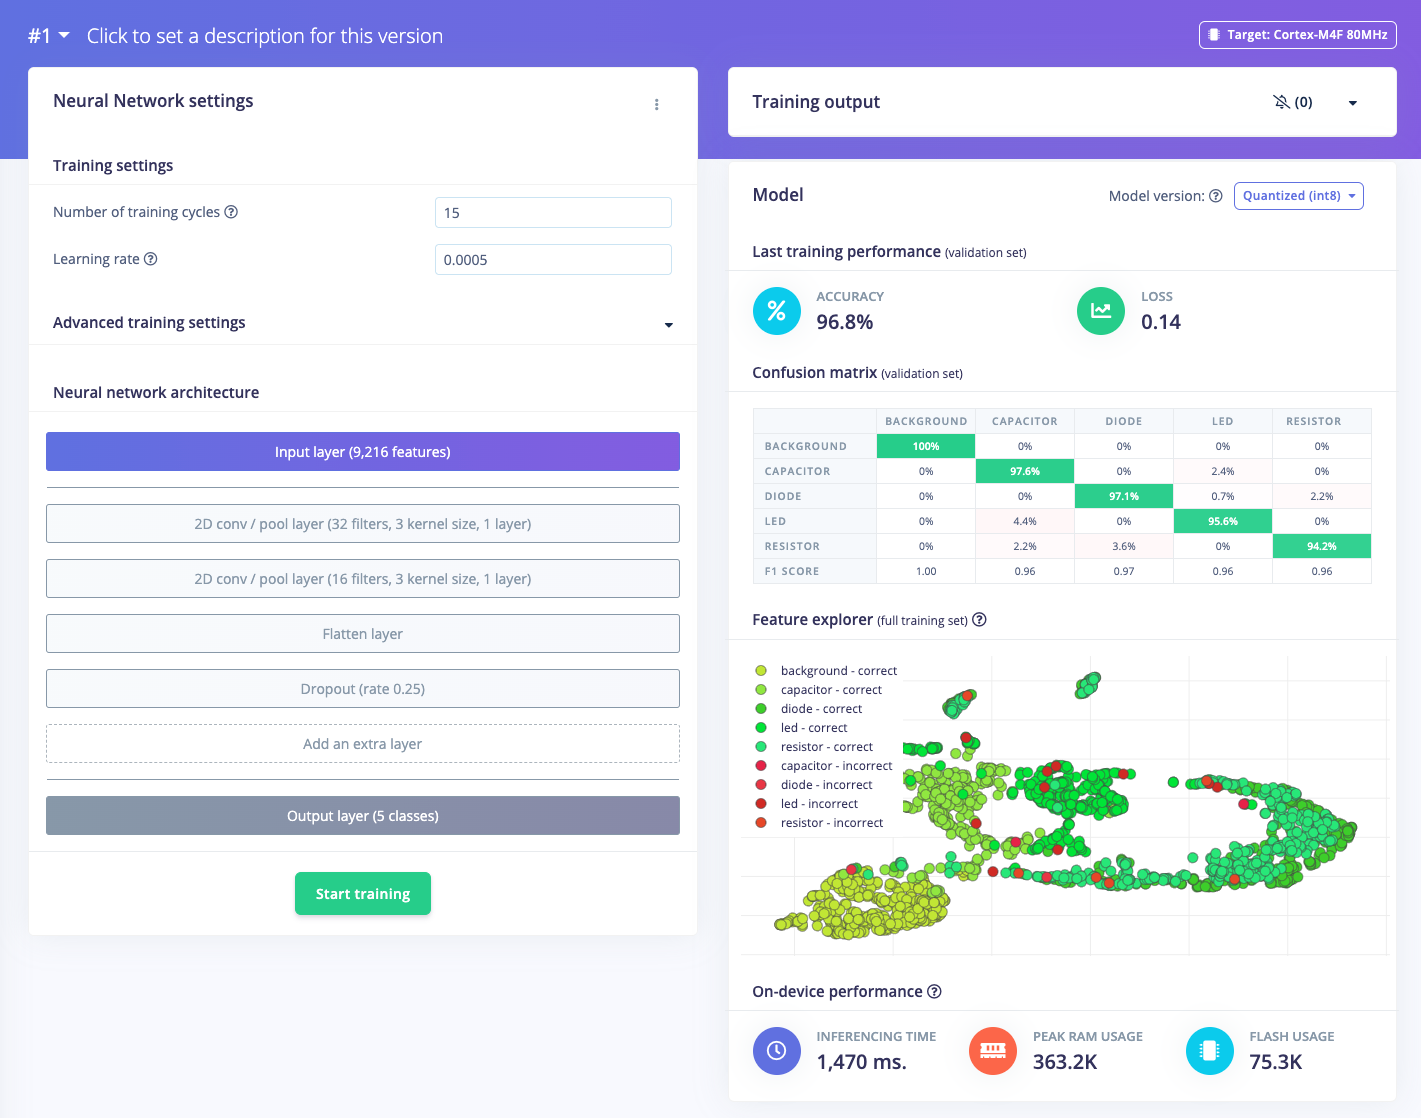 #1 Click to set a description for this version
Target: Cortex-M4F 80MHz
Neural Network settings
Training settings
Number of training cycles ?
15
Learning rate ?
0.0005
Advanced training settings
Neural network architecture
Input layer (9,216 features)
2D conv / pool layer (32 filters, 3 kernel size, 1 layer)
2D conv / pool layer (16 filters, 3 kernel size, 1 layer)
Flatten layer
Dropout (rate 0.25)
Add an extra layer
Output layer (5 classes)
Start training
Training output
(0)
Model
Model version: ?
Quantized (int8)
Last training performance (validation set)
%
ACCURACY
96.8%
LOSS
0.14
Confusion matrix (validation set)
BACKGROUND CAPACITOR DIODE LED RESISTOR
BACKGROUND 100% 0% 0% 0% 0%
CAPACITOR 0% 97.6% 0% 2.4% 0%
DIODE 0% 0% 97.1% 0.7% 2.2%
LED 0% 4.4% 0% 95.6% 0%
RESISTOR 0% 2.2% 3.6% 0% 94.2%
F1 SCORE 1.00 0.96 0.97 0.96 0.96
Feature explorer (full training set) ?
background - correct
capacitor - correct
diode - correct
led - correct
resistor - correct
capacitor - incorrect
diode - incorrect
led - incorrect
resistor - incorrect
On-device performance ?
INFERENCING TIME
1,470 ms.
PEAK RAM USAGE
363.2K
FLASH USAGE
75.3K